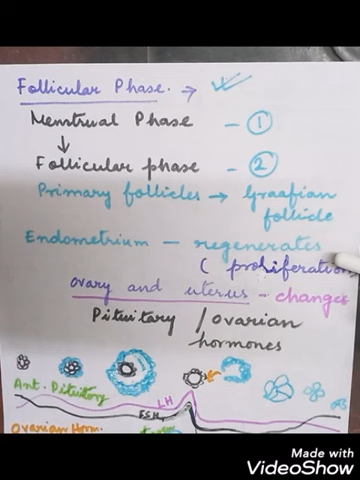 Follicular Phase. →
Menstrual Phase - 1
↓
Follicular phase - 2
Primary follicles → Graafian
follicle
Endometrium - regenerates
( proliferation
ovary and uterus - changes
Pituitary / ovarian
hormones
Ant. Pituitory
LH
FSH
Ovarian Horm.
Made with
VideoShow